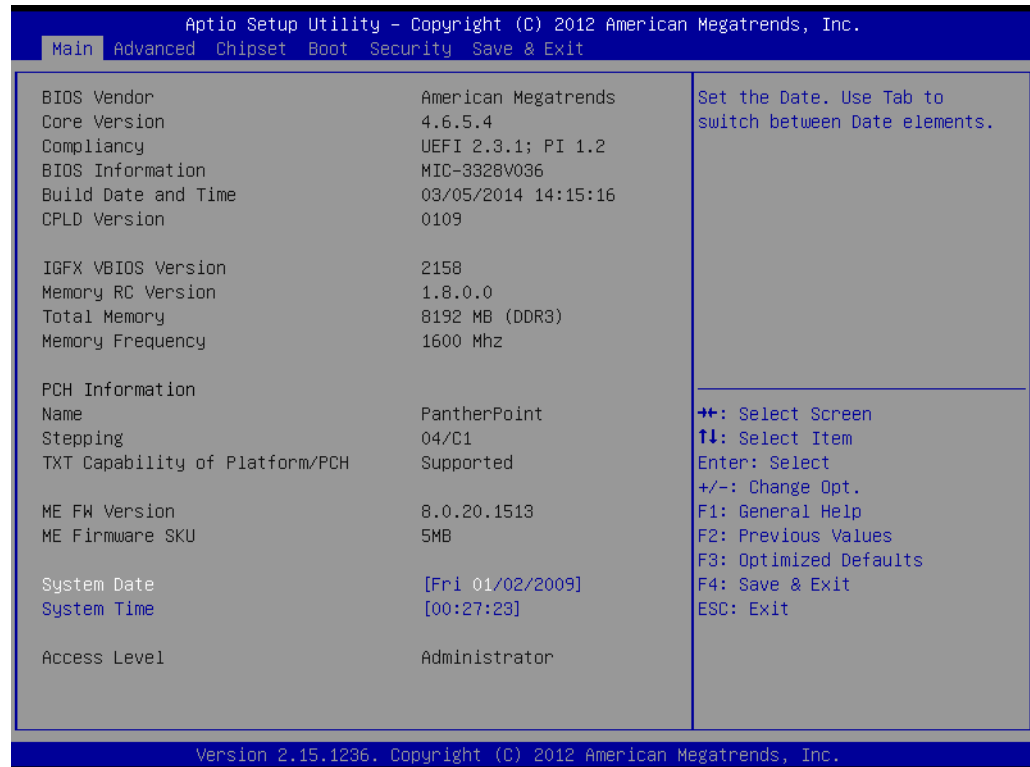 Aptio Setup Utility – Copyright (C) 2012 American Megatrends, Inc.
Main Advanced Chipset Boot Security Save & Exit
BIOS Vendor American Megatrends
Core Version 4.6.5.4
Compliancy UEFI 2.3.1; PI 1.2
BIOS Information MIC-3328V036
Build Date and Time 03/05/2014 14:15:16
CPLD Version 0109
IGFX VBIOS Version 2158
Memory RC Version 1.8.0.0
Total Memory 8192 MB (DDR3)
Memory Frequency 1600 Mhz
PCH Information
Name PantherPoint
Stepping 04/C1
TXT Capability of Platform/PCH Supported
ME FW Version 8.0.20.1513
ME Firmware SKU 5MB
System Date [Fri 01/02/2009]
System Time [00:27:23]
Access Level Administrator
Set the Date. Use Tab to
switch between Date elements.
→←: Select Screen
↑↓: Select Item
Enter: Select
+/-: Change Opt.
F1: General Help
F2: Previous Values
F3: Optimized Defaults
F4: Save & Exit
ESC: Exit
Version 2.15.1236. Copyright (C) 2012 American Megatrends, Inc.